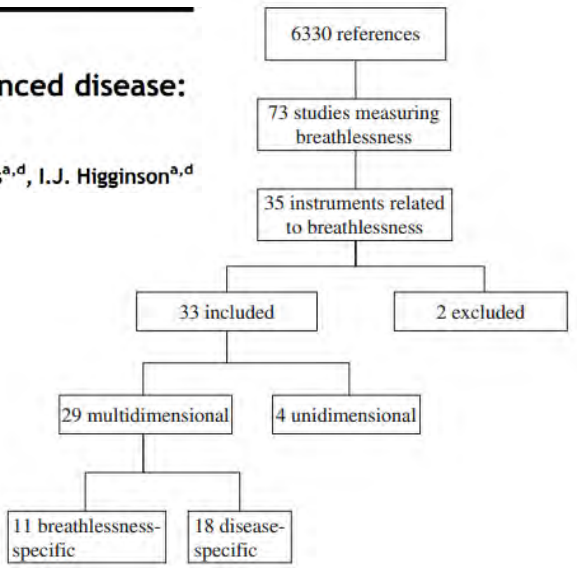 6330 references
nced disease:
73 studies measuring
breathlessness
a,d, I.J. Higginsona,d
35 instruments related
to breathlessness
33 included
2 excluded
29 multidimensional
4 unidimensional
11 breathlessness-
specific
18 disease-
specific